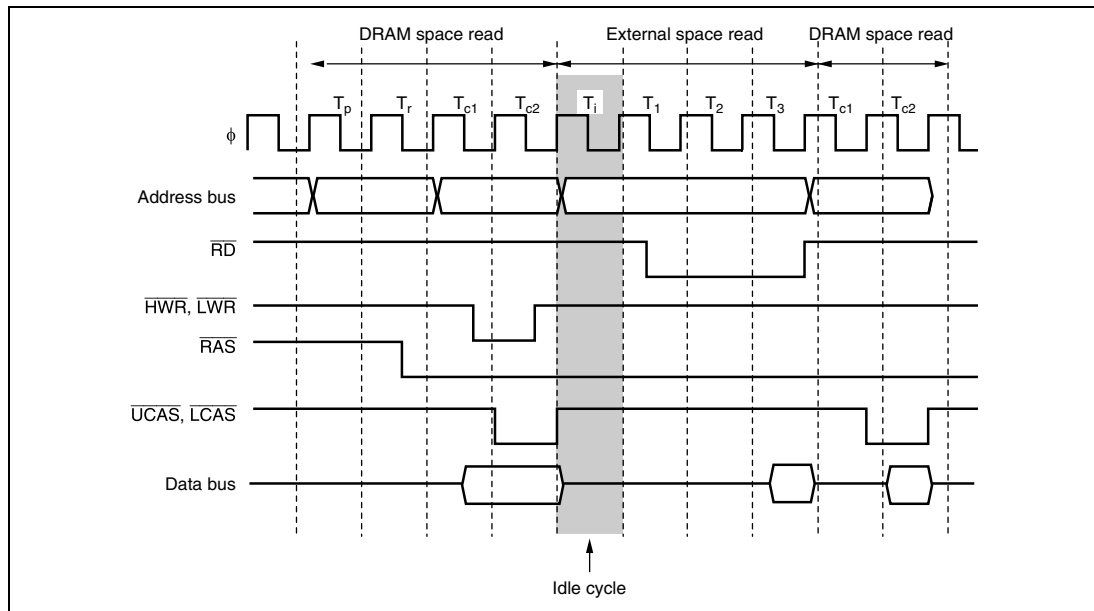 DRAM space read External space read DRAM space read
Tp Tr Tc1 Tc2 Ti T1 T2 T3 Tc1 Tc2
ϕ
Address bus
RD
HWR, LWR
RAS
UCAS, LCAS
Data bus
Idle cycle